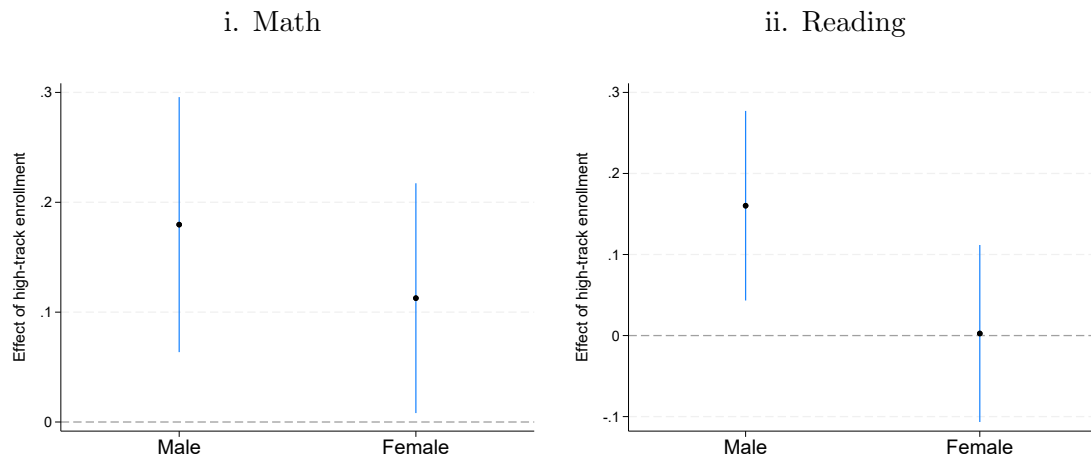 i. Math
Effect of high-track enrollment
.3
.2
.1
0
Male Female
ii. Reading
Effect of high-track enrollment
.3
.2
.1
0
-.1
Male Female